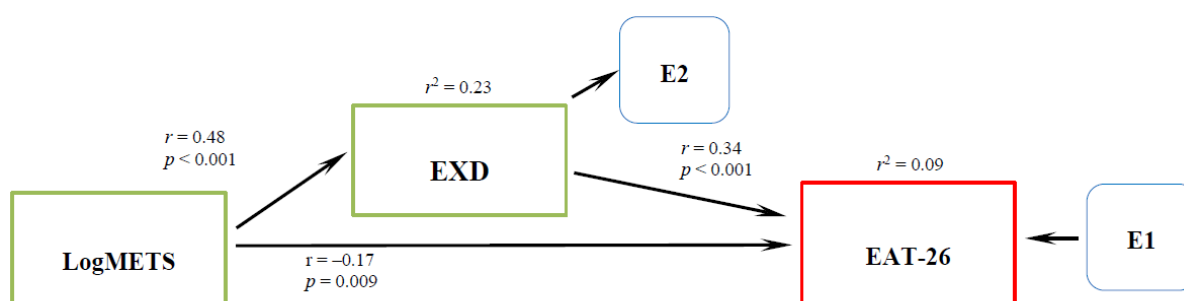 E2
r² = 0.23
r = 0.48
p < 0.001
r = 0.34
p < 0.001
r² = 0.09
EXD
E1
LogMETS
r = –0.17
p = 0.009
EAT-26